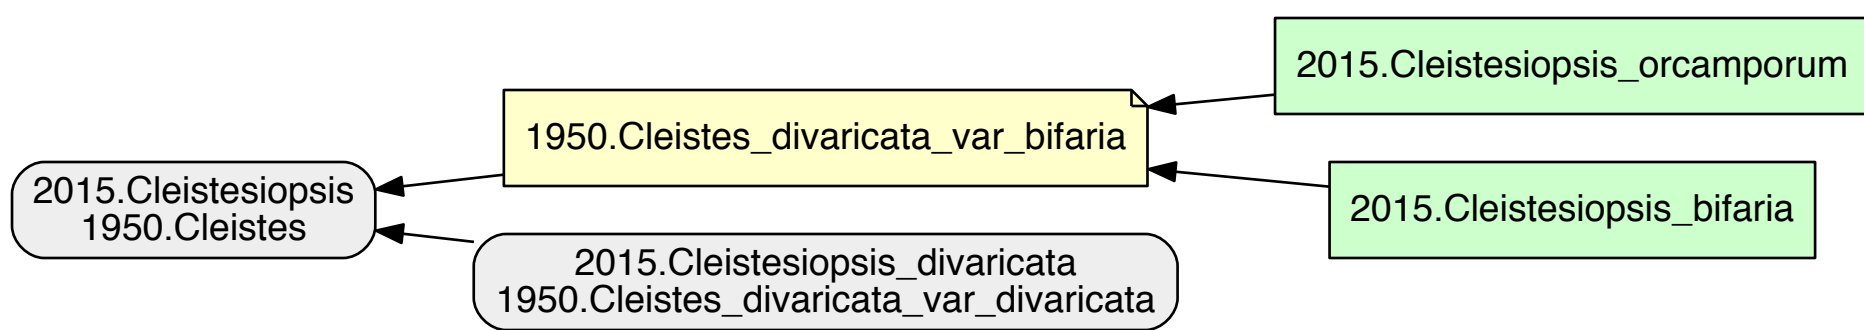 2015.Cleistesiopsis_orcamporum
1950.Cleistes_divaricata_var_bifaria
2015.Cleistesiopsis
1950.Cleistes
2015.Cleistesiopsis_bifaria
2015.Cleistesiopsis_divaricata
1950.Cleistes_divaricata_var_divaricata